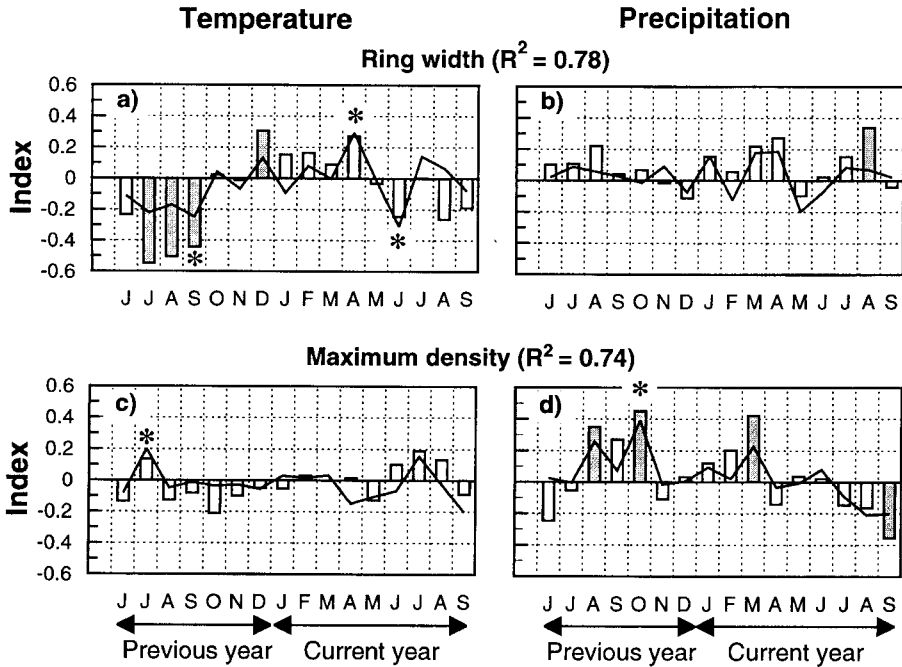 Temperature Precipitation
Ring width (R² = 0.78)
a) b)
Index
0.6
0.4
0.2
0
-0.2
-0.4
-0.6
*
*
*
J J A S O N D J F M A M J J A S
J J A S O N D J F M A M J J A S
Maximum density (R² = 0.74)
c) d)
Index
0.6
0.4
0.2
0
-0.2
-0.4
-0.6
*
*
J J A S O N D J F M A M J J A S
J J A S O N D J F M A M J J A S
Previous year Current year
Previous year Current year